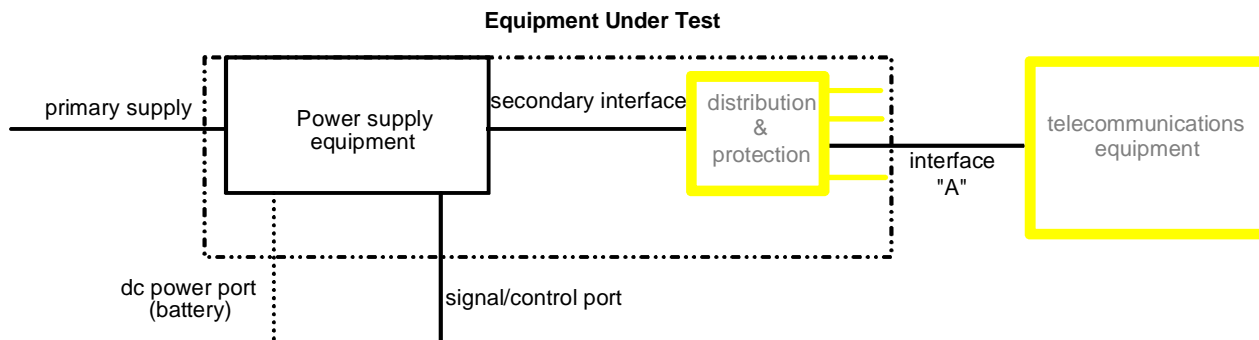 Equipment Under Test
primary supply
Power supply
equipment
secondary interface
distribution
&
protection
interface
"A"
telecommunications
equipment
dc power port
(battery)
signal/control port